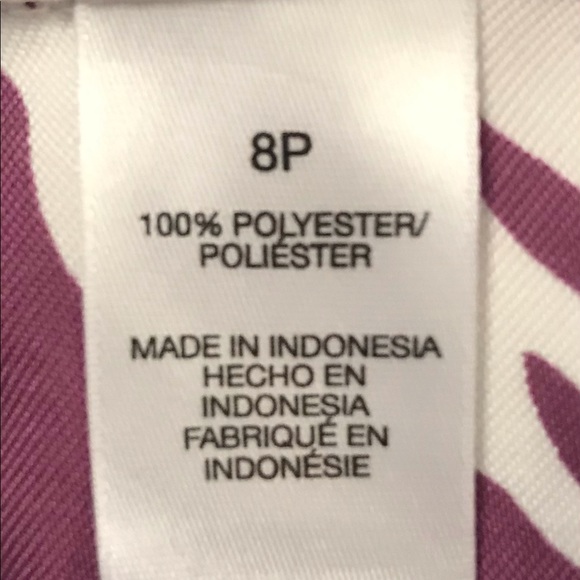 8P
100% POLYESTER/
POLIÉSTER
MADE IN INDONESIA
HECHO EN
INDONESIA
FABRIQUÉ EN
INDONÉSIE